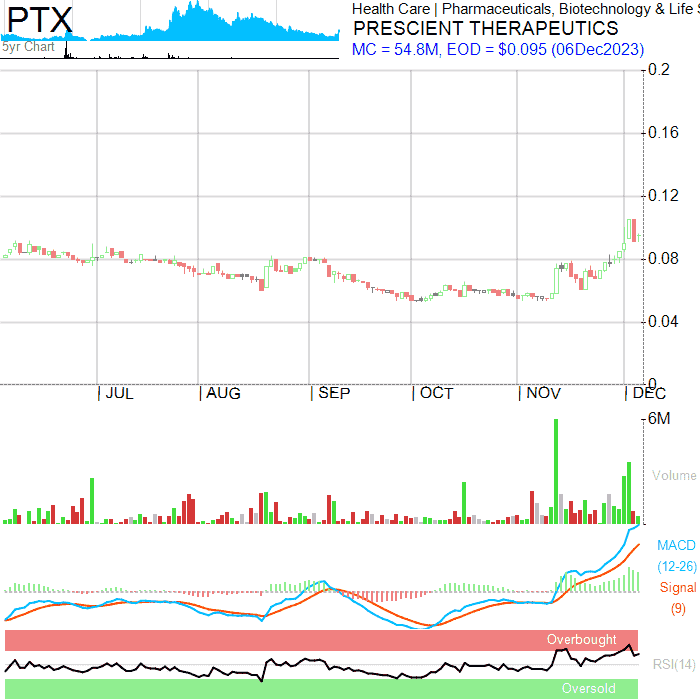 PTX
5yr Chart
Health Care | Pharmaceuticals, Biotechnology & Life S
PRESCIENT THERAPEUTICS
MC = 54.8M, EOD = $0.095 (06Dec2023)
0.2
0.16
0.12
0.08
0.04
0
| JUL | AUG | SEP | OCT | NOV | DEC
6M
Volume
MACD
(12-26)
Signal
(9)
Overbought
RSI(14)
Oversold